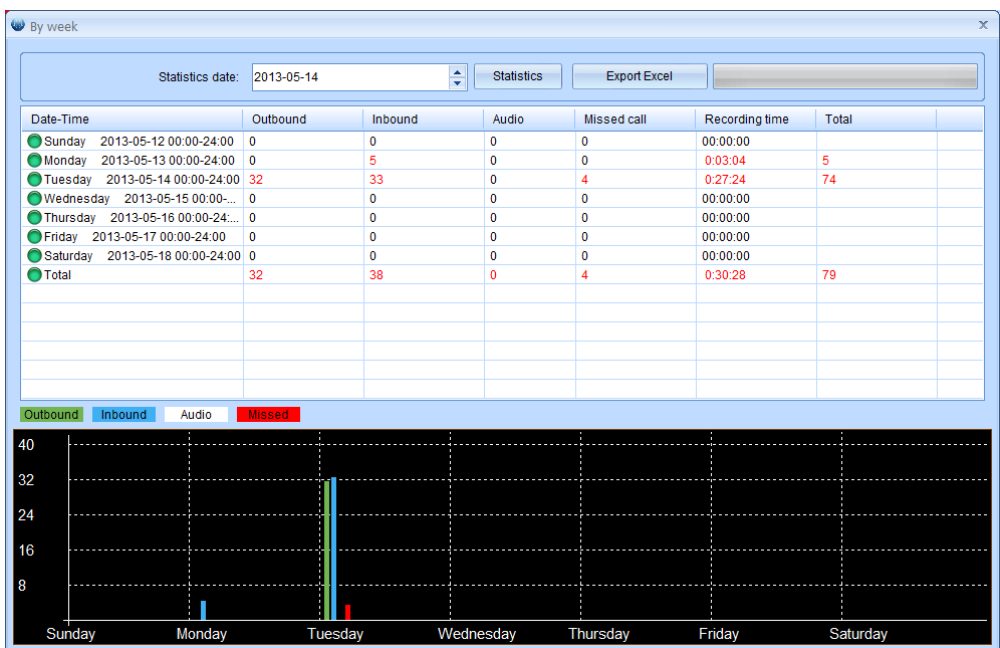 By week x
Statistics date: 2013-05-14 Statistics Export Excel
Date-Time Outbound Inbound Audio Missed call Recording time Total
Sunday 2013-05-12 00:00-24:00 0 0 0 0 00:00:00
Monday 2013-05-13 00:00-24:00 0 5 0 0 0:03:04 5
Tuesday 2013-05-14 00:00-24:00 32 33 0 4 0:27:24 74
Wednesday 2013-05-15 00:00-... 0 0 0 0 00:00:00
Thursday 2013-05-16 00:00-24:... 0 0 0 0 00:00:00
Friday 2013-05-17 00:00-24:00 0 0 0 0 00:00:00
Saturday 2013-05-18 00:00-24:00 0 0 0 0 00:00:00
Total 32 38 0 4 0:30:28 79
Outbound Inbound Audio Missed
40
32
24
16
8
Sunday Monday Tuesday Wednesday Thursday Friday Saturday